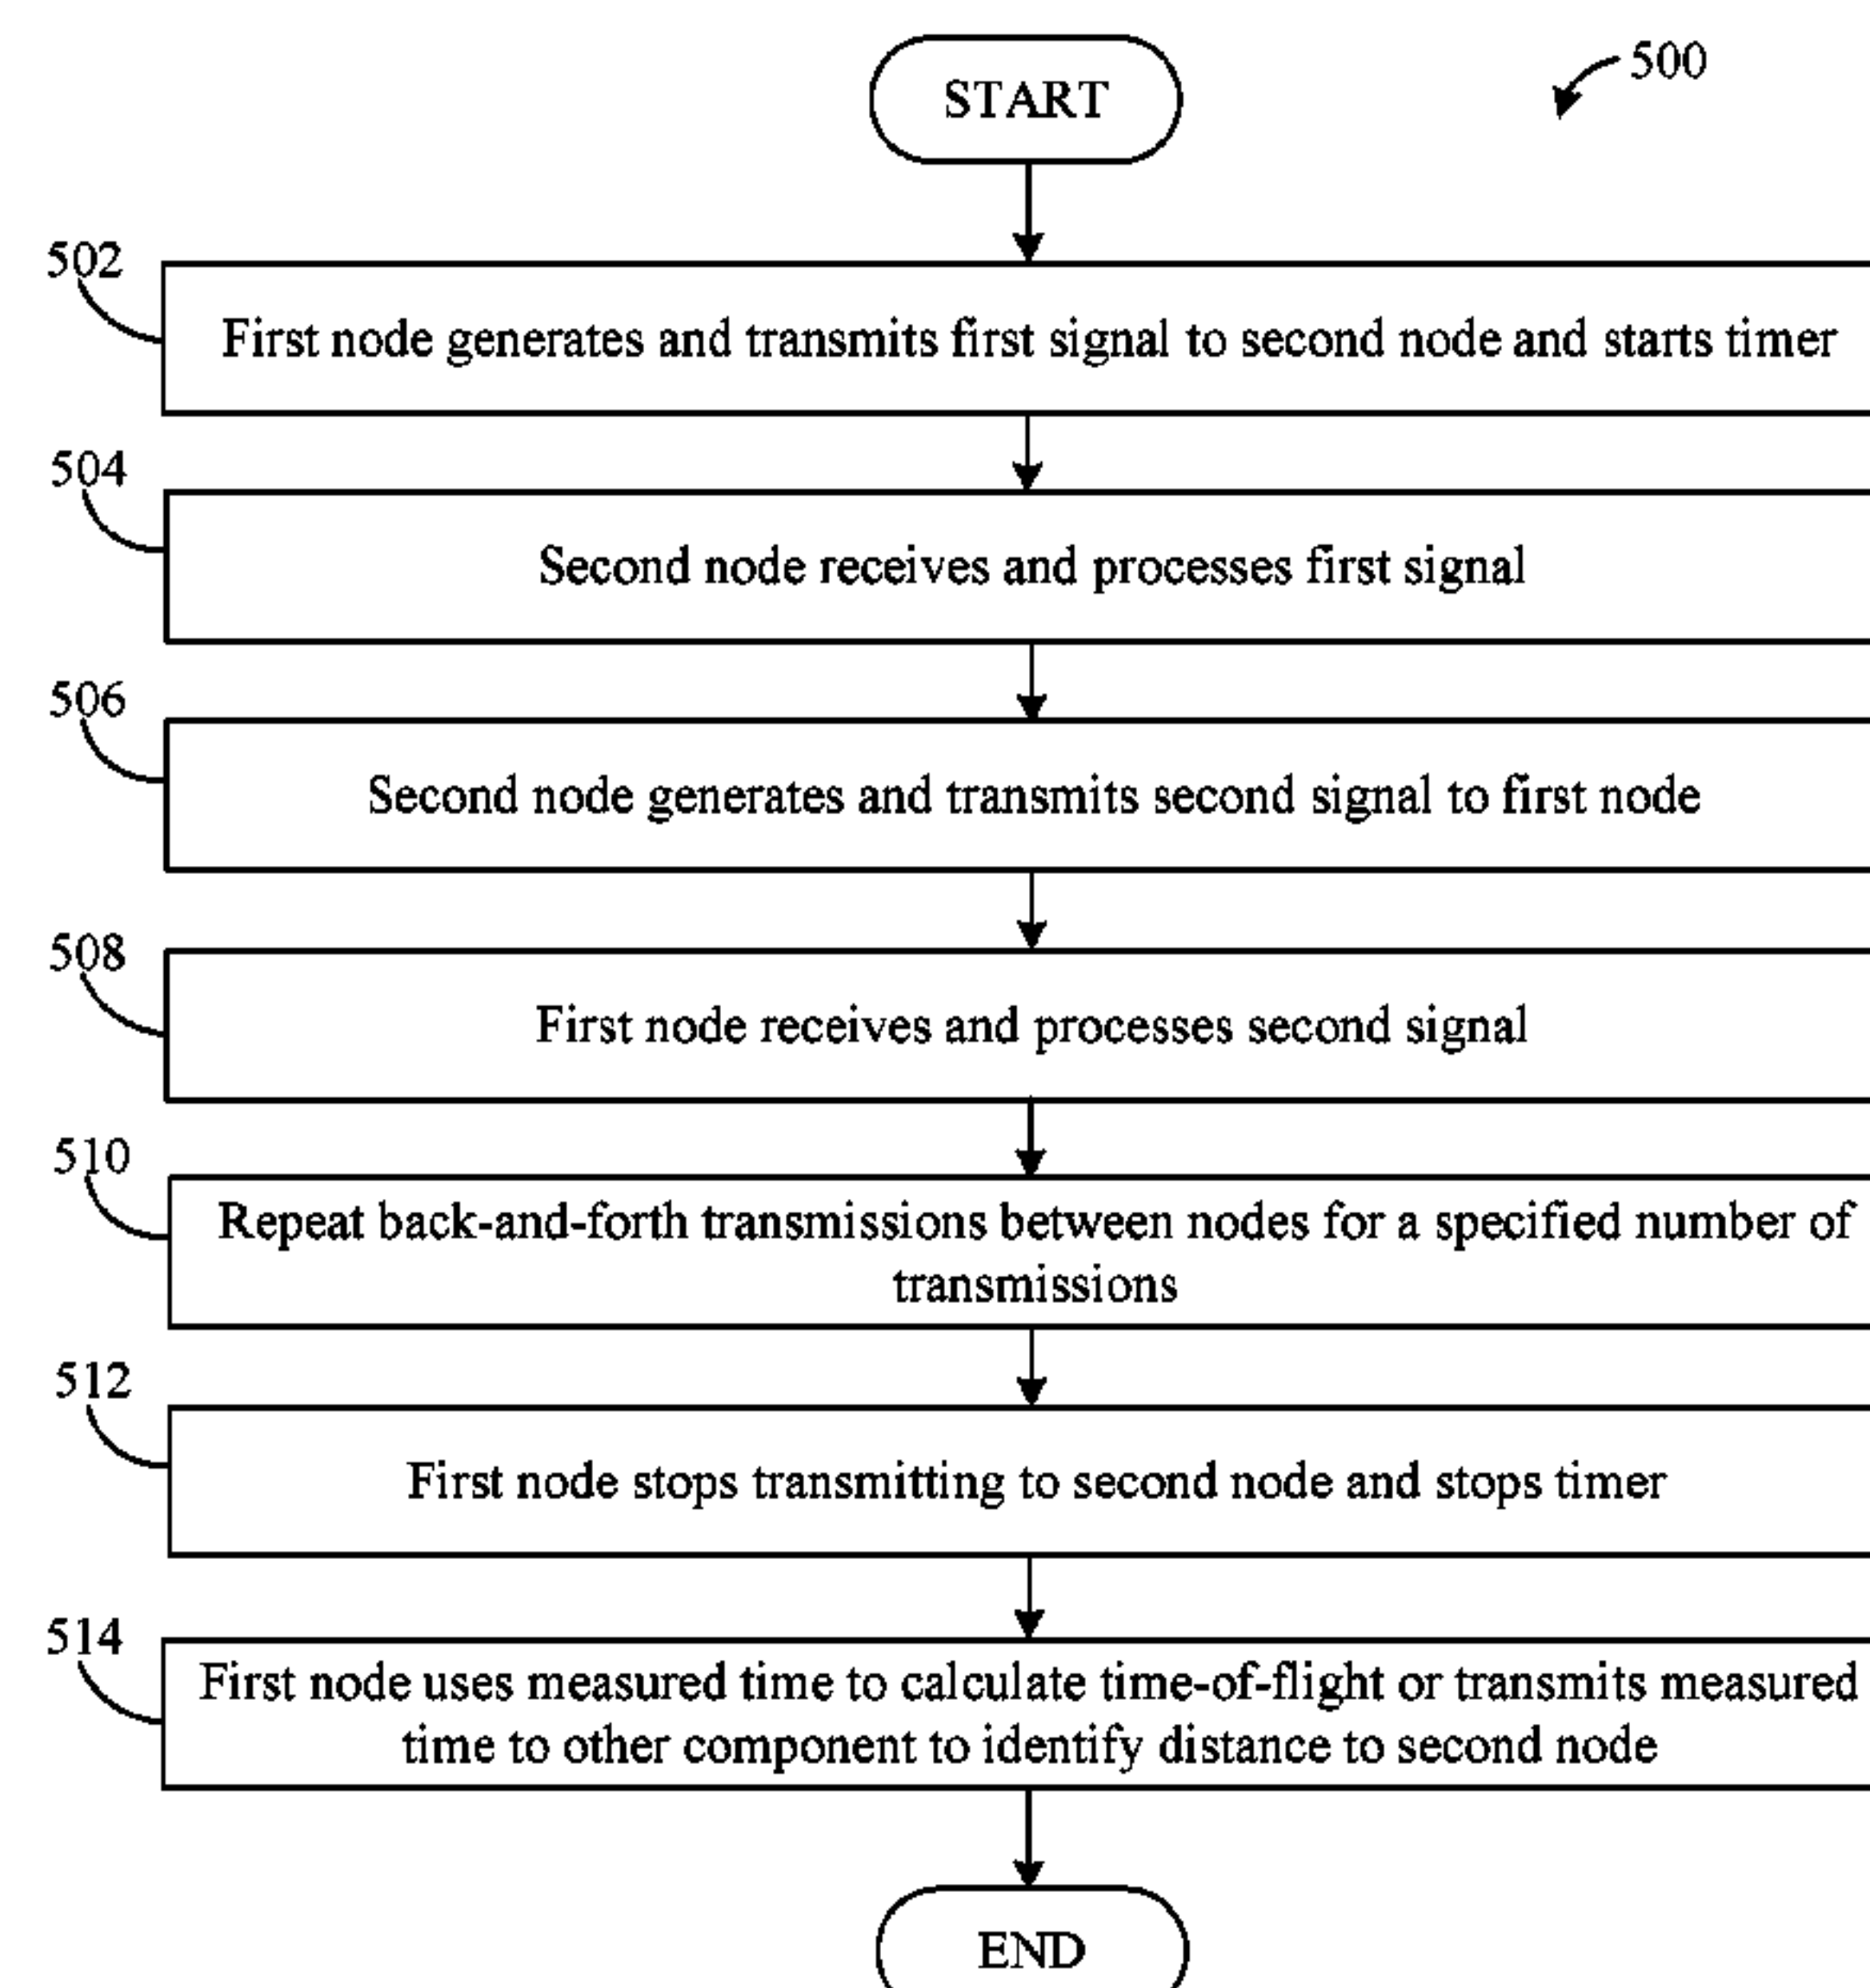 START
500
502
First node generates and transmits first signal to second node and starts timer
504
Second node receives and processes first signal
506
Second node generates and transmits second signal to first node
508
First node receives and processes second signal
510
Repeat back-and-forth transmissions between nodes for a specified number of
transmissions
512
First node stops transmitting to second node and stops timer
514
First node uses measured time to calculate time-of-flight or transmits measured
time to other component to identify distance to second node
END